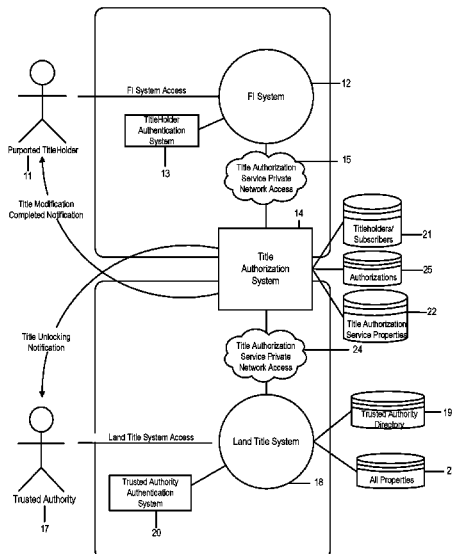 FI System Access
FI System
12
TitleHolder
Authentication
System
13
Purported TitleHolder
11
Title Authorization
Service Private
Network Access
15
Title Modification
Completed Notification
14
Title
Authorization
System
Titleholders/
Subscribers
21
Authorizations
25
Title Authorization
Service Properties
22
Title Unlocking
Notification
Title Authorization
Service Private
Network Access
24
Land Title System Access
Land Title System
18
Trusted Authority
Directory
19
All Properties
2
Trusted Authority
17
Trusted Authority
Authentication
System
20